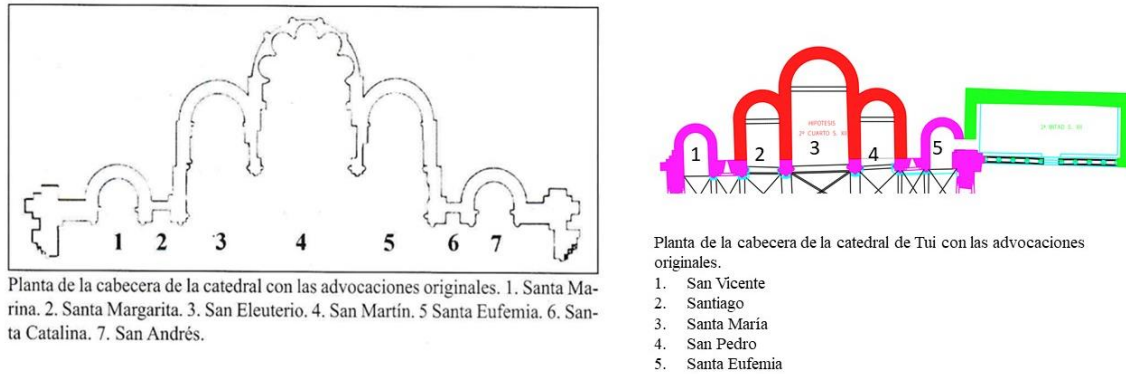 1 2 3 4 5 6 7
Planta de la cabecera de la catedral con las advocaciones originales. 1. Santa Ma-
rina. 2. Santa Margarita. 3. San Eleuterio. 4. San Martín. 5 Santa Eufemia. 6. San-
ta Catalina. 7. San Andrés.
HIPOTESIS
2º CUARTO S. XII
1 2 3 4 5
Planta de la cabecera de la catedral de Tui con las advocaciones
originales.
1. San Vicente
2. Santiago
3. Santa María
4. San Pedro
5. Santa Eufemia